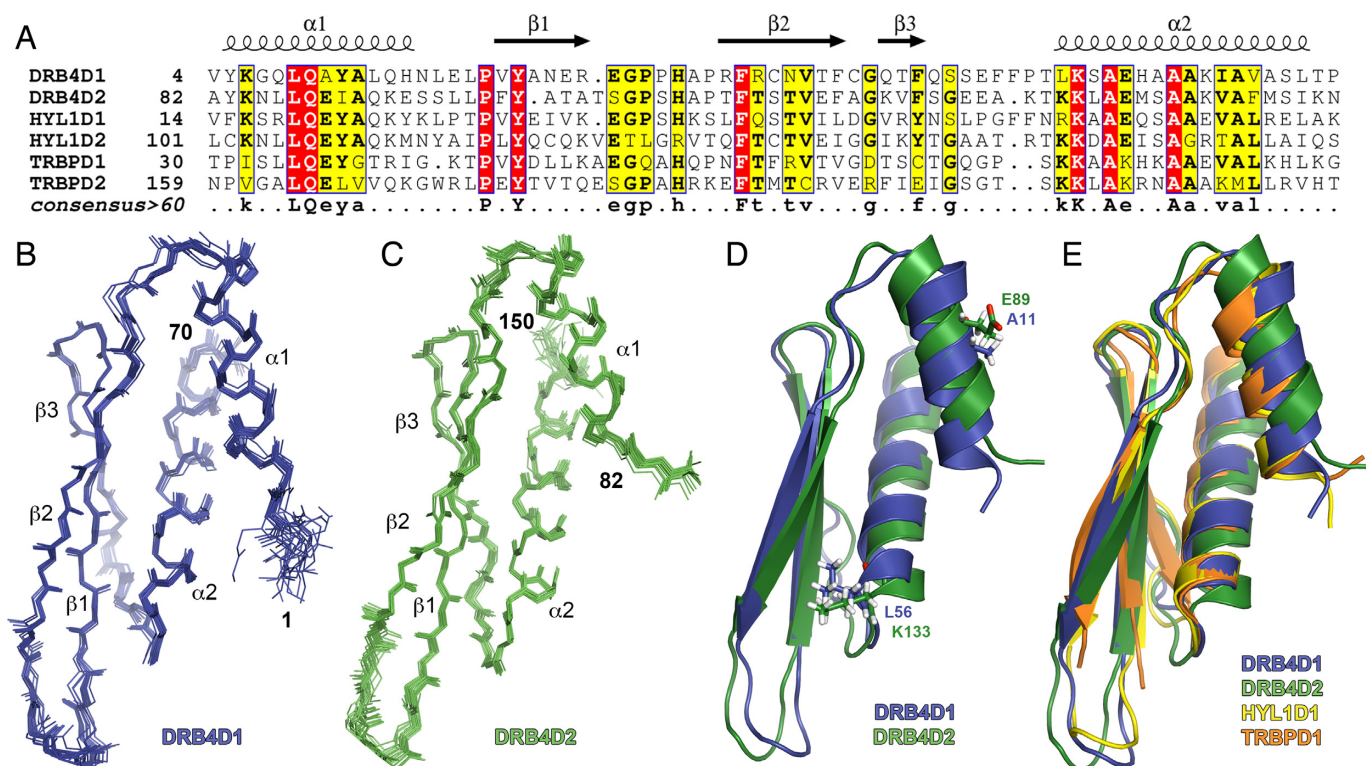 A
α1 β1 β2 β3 α2
DRB4D1 4 VYKGQLQAYALQHNLELPVYANER.EGPPHAPRFRCNVTFCGQTFQSSEFFPTLKSAEHAAAKIAVASLTP
DRB4D2 82 AYKNLLQEIAQKESSLLPFY.ATATSGPSHAPTFTSTVEFAGKVFSGEEA.KTKKLAEMSAAKVAFMSIKN
HYL1D1 14 VFKSRLQEYAQKYKLPTPVYEIVK.EGPSHKSLFQSTVILDGVRYNSLPGFFNRKAAEQSAAEVALRELAK
HYL1D2 101 LCKNLLQEYAQKMNYAIPLYQCQKVETLGRVTQFTCTVEIGGIKYTGAATR.TKKDAEISAGRTALLAIQS
TRBPD1 30 TPISLLQEYGTRIG.KTPVYDLLKAEGQAHQPNFTFRVTVGDTSCTGQGP..SKKAAKHKAAEVALKHLKG
TRBPD2 159 NPVGALQELVVQKGWRLPEYTVTQESGPAHRKEFTMTCRVERFIEIGSGT..SKKLAKRNAAAKMLLRVHT
consensus>60 ..k..LQeya.......P.Y.....egp.h...Ft.tv...g..f.g......kK.Ae..Aa.val.....
B C D E
E89
A11
70 150
α1 α1
β3 β3
82
β2 β2
β1 β1
α2 α2
1
L56
K133
DRB4D1
DRB4D2
DRB4D1
DRB4D2
DRB4D1
DRB4D2
HYL1D1
TRBPD1